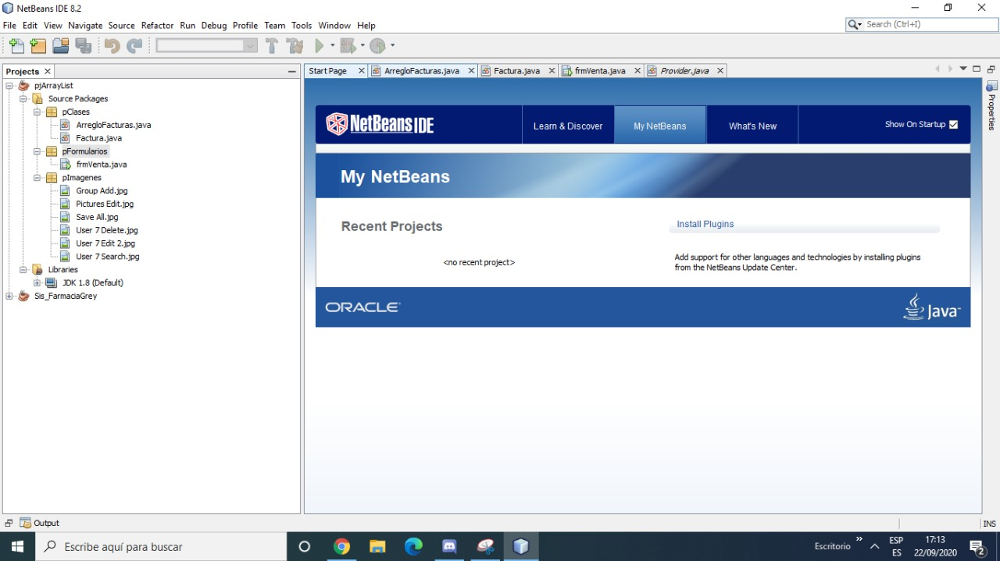 NetBeans IDE 8.2
File Edit View Navigate Source Refactor Run Debug Profile Team Tools Window Help
Search (Ctrl+I)
Projects
Start Page
ArregloFacturas.java
Factura.java
frmVenta.java
Provider.java
pjArrayList
Source Packages
pClases
ArregloFacturas.java
Factura.java
pFormularios
frmVenta.java
pImagenes
Group Add.jpg
Pictures Edit.jpg
Save All.jpg
User 7 Delete.jpg
User 7 Edit 2.jpg
User 7 Search.jpg
Libraries
JDK 1.8 (Default)
Sis_FarmaciaGrey
NetBeans IDE
Learn & Discover
My NetBeans
What's New
Show On Startup
My NetBeans
Recent Projects
<no recent project>
Install Plugins
Add support for other languages and technologies by installing plugins
from the NetBeans Update Center.
ORACLE
Java
Properties
Output
INS
Escribe aquí para buscar
Escritorio
ESP
ES
17:13
22/09/2020
2